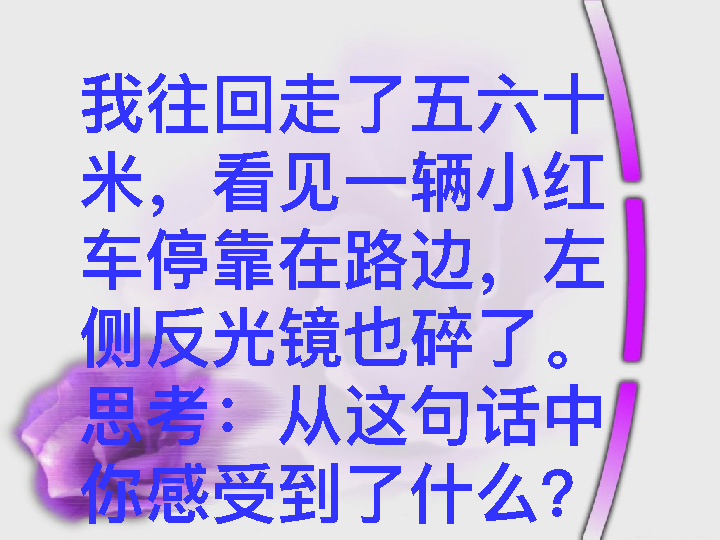 我往回走了五六十
米，看见一辆小红
车停靠在路边，左
侧反光镜也碎了。
思考：从这句话中
你感受到了什么？